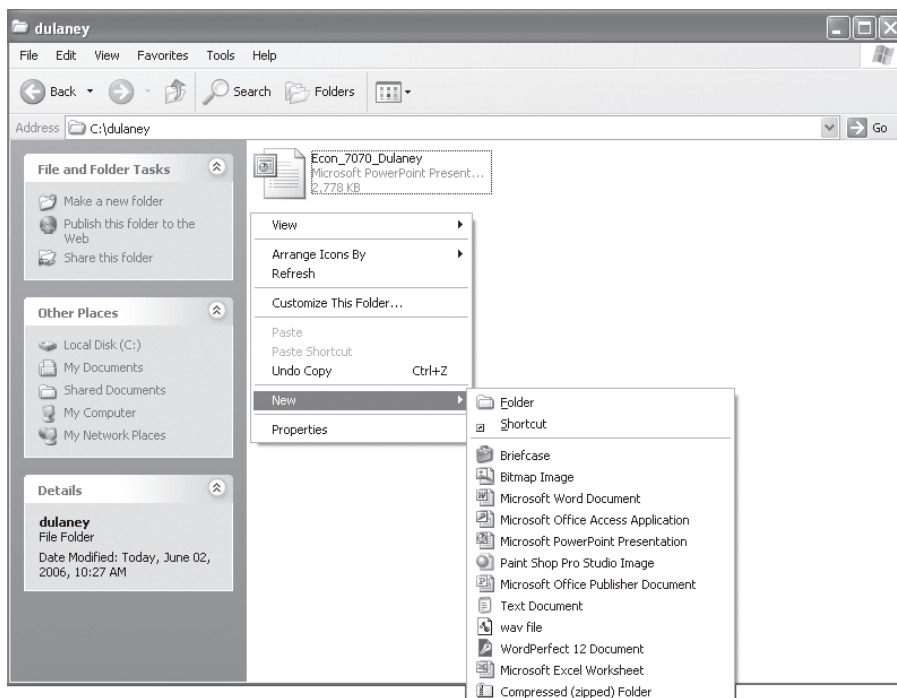 dulaney
File Edit View Favorites Tools Help
Back Search Folders
Address C:\dulaney Go
File and Folder Tasks
Make a new folder
Publish this folder to the
Web
Share this folder
Other Places
Local Disk (C:)
My Documents
Shared Documents
My Computer
My Network Places
Details
dulaney
File Folder
Date Modified: Today, June 02,
2006, 10:27 AM
Econ_7070_Dulaney
Microsoft PowerPoint Present...
2,778 KB
View
Arrange Icons By
Refresh
Customize This Folder...
Paste
Paste Shortcut
Undo Copy Ctrl+Z
New
Properties
Folder
Shortcut
Briefcase
Bitmap Image
Microsoft Word Document
Microsoft Office Access Application
Microsoft PowerPoint Presentation
Paint Shop Pro Studio Image
Microsoft Office Publisher Document
Text Document
wav file
WordPerfect 12 Document
Microsoft Excel Worksheet
Compressed (zipped) Folder